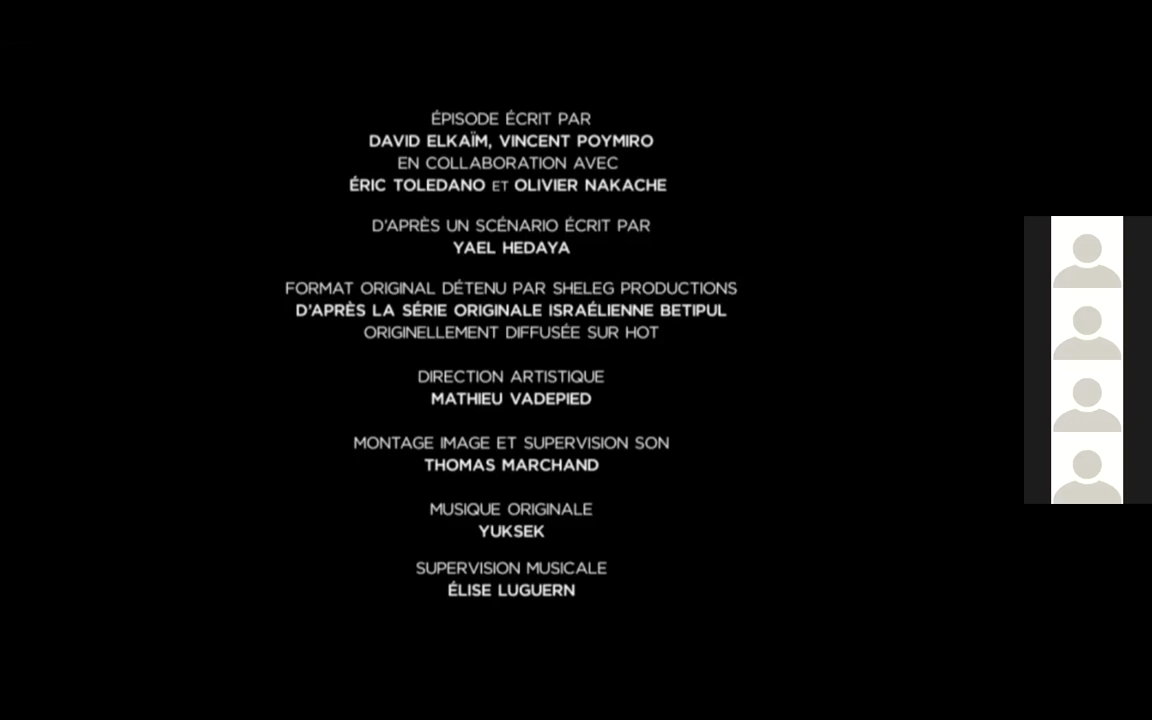 ÉPISODE ÉCRIT PAR
DAVID ELKAÏM, VINCENT POYMIRO
EN COLLABORATION AVEC
ÉRIC TOLEDANO ET OLIVIER NAKACHE
D'APRÈS UN SCÉNARIO ÉCRIT PAR
YAEL HEDAYA
FORMAT ORIGINAL DÉTENU PAR SHELEG PRODUCTIONS
D'APRÈS LA SÉRIE ORIGINALE ISRAÉLIENNE BETIPUL
ORIGINELLEMENT DIFFUSÉE SUR HOT
DIRECTION ARTISTIQUE
MATHIEU VADEPIED
MONTAGE IMAGE ET SUPERVISION SON
THOMAS MARCHAND
MUSIQUE ORIGINALE
YUKSEK
SUPERVISION MUSICALE
ÉLISE LUGUERN